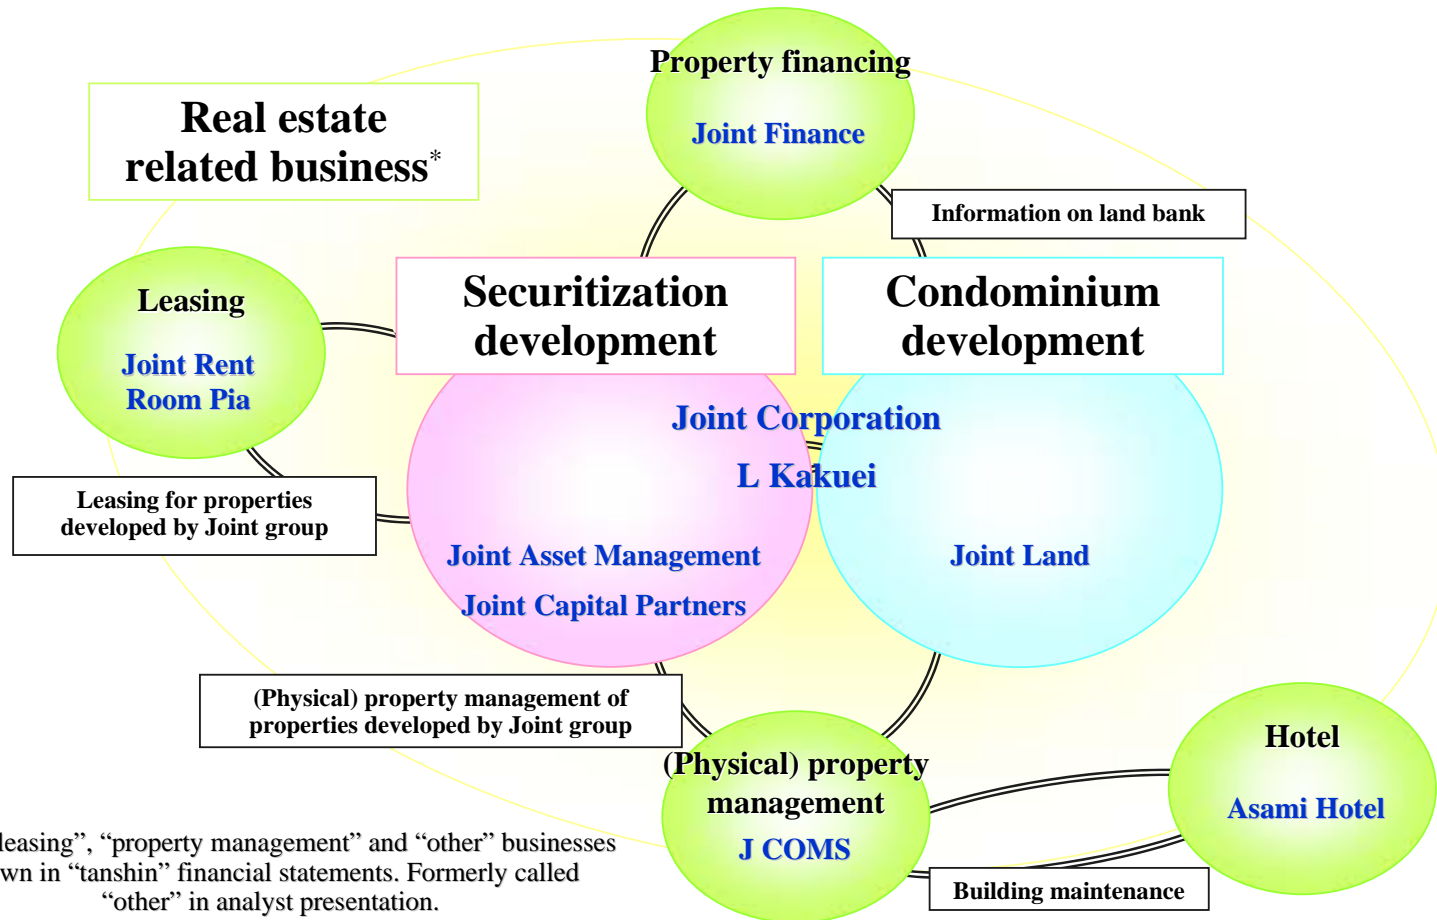 Property financing
Joint Finance
Real estate
related business*
Information on land bank
Securitization
development
Condominium
development
Leasing
Joint Rent
Room Pia
Joint Corporation
L Kakuei
Leasing for properties
developed by Joint group
Joint Asset Management
Joint Capital Partners
Joint Land
(Physical) property management of
properties developed by Joint group
(Physical) property
management
J COMS
Hotel
Asami Hotel
Building maintenance
leasing”, “property management” and “other” businesses
wn in “tanshin” financial statements. Formerly called
“other” in analyst presentation.